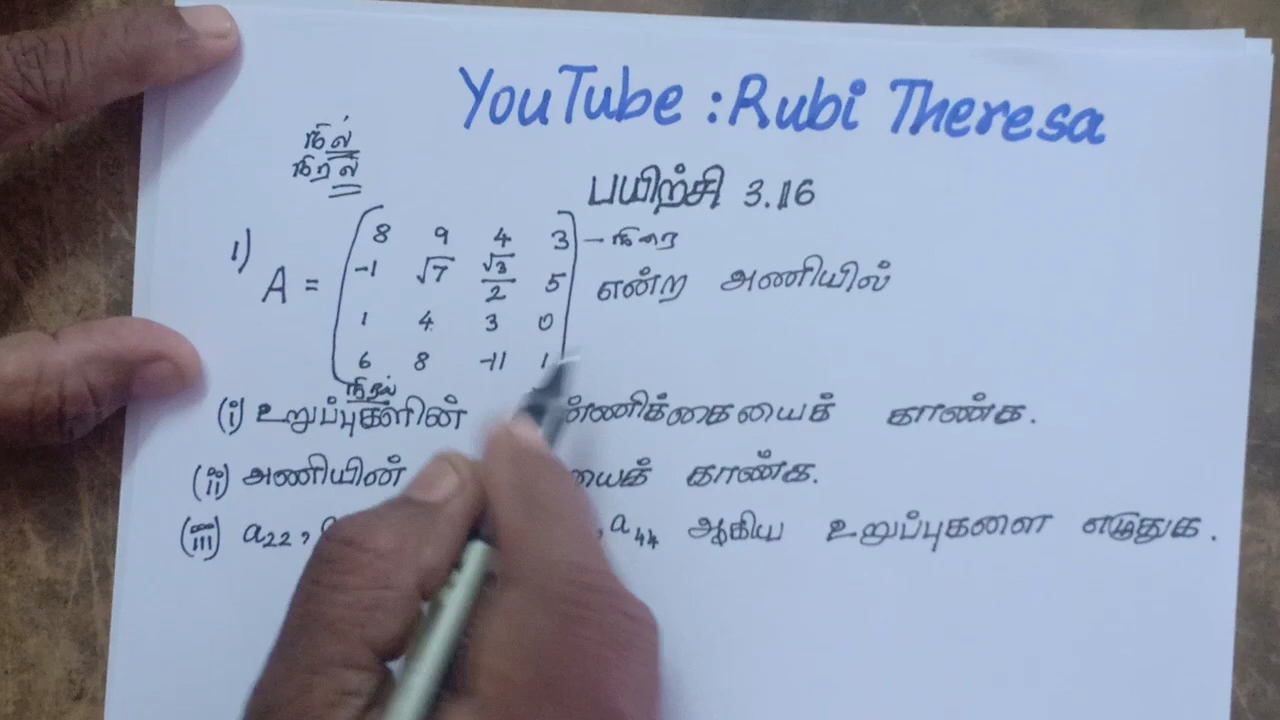 YouTube : Rubi Theresa
நில்
நிரல்
பயிற்சி 3.16
1) A = 8 9 4 3 – நிரை
-1 √7 √3/2 5 என்ற அணியில்
1 4 3 0
6 8 -11 1
நிரல்
(i) உறுப்புகளின் ண்ணிக்கையைக் காண்க.
(ii) அணியின் யைக் காண்க.
(iii) a22, , a44 ஆகிய உறுப்புகளை எழுதுக.